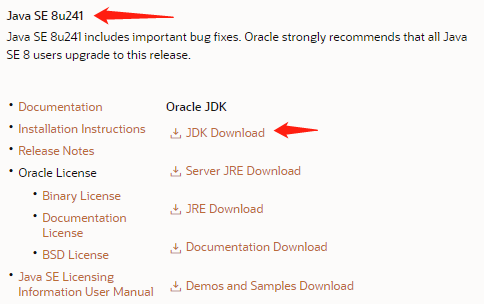 Java SE 8u241
Java SE 8u241 includes important bug fixes. Oracle strongly recommends that all Java
SE 8 users upgrade to this release.
Documentation
Installation Instructions
Release Notes
Oracle License
Binary License
Documentation
License
BSD License
Java SE Licensing
Information User Manual
Oracle JDK
JDK Download
Server JRE Download
JRE Download
Documentation Download
Demos and Samples Download